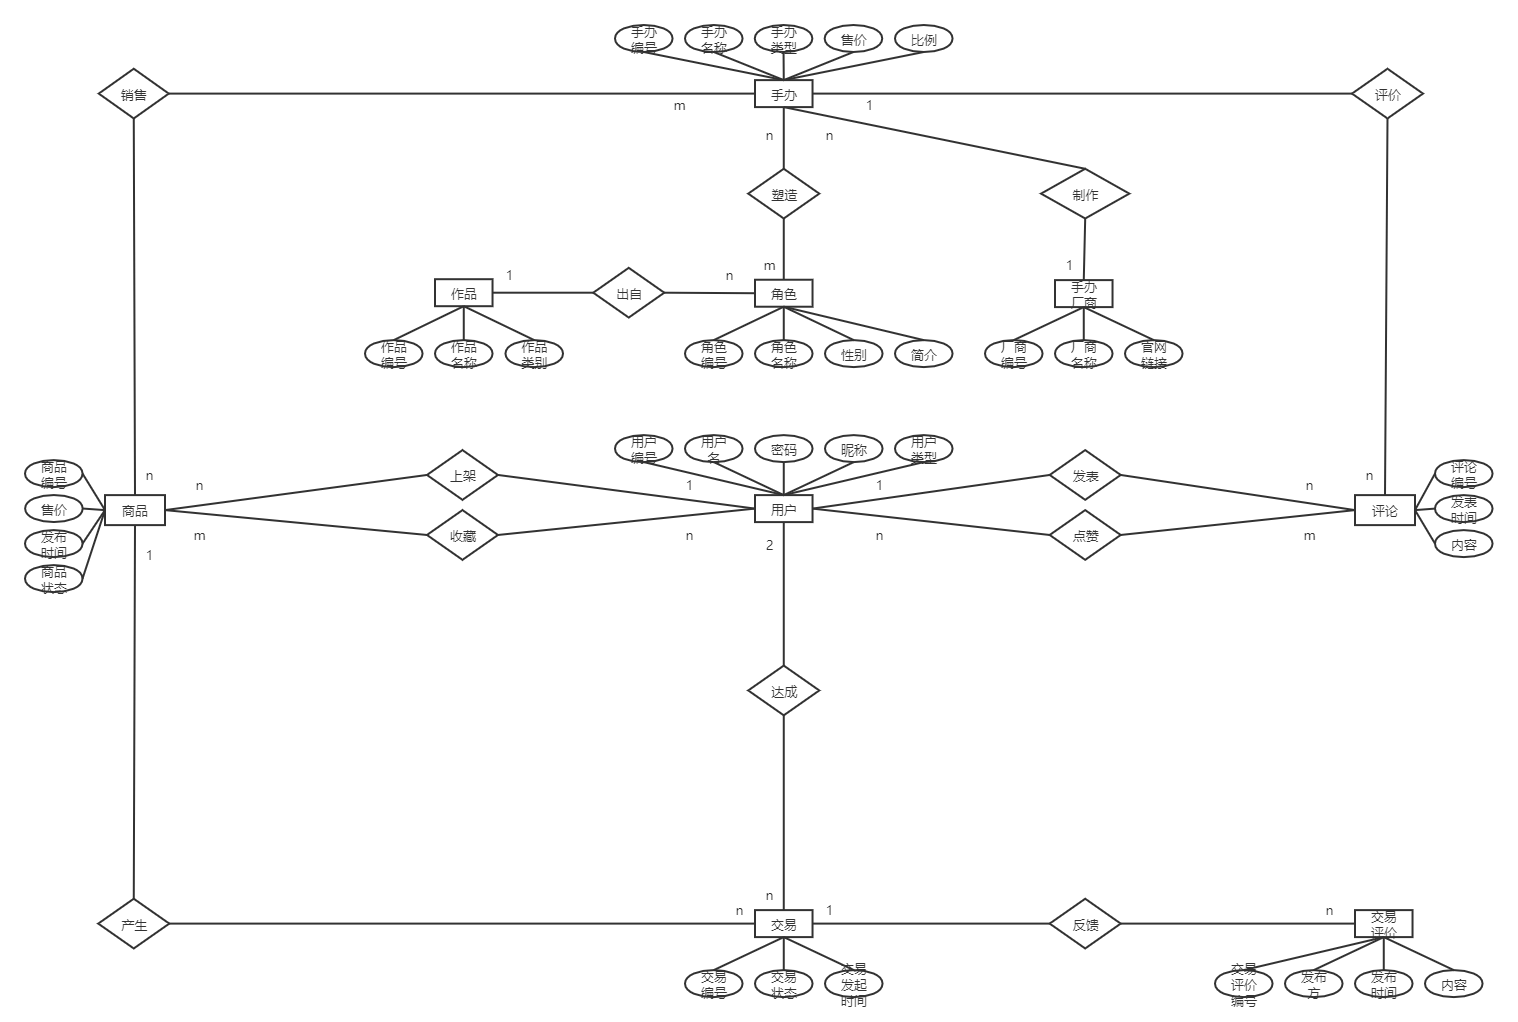 手办
编号
手办
名称
手办
类型
售价
比例
销售
手办
评价
m
1
n
n
塑造
制作
m
1
1
n
作品
出自
角色
手办
厂商
作品
编号
作品
名称
作品
类别
角色
编号
角色
名称
性别
简介
厂商
编号
厂商
名称
官网
链接
用户
编号
用户
名
密码
昵称
用户
类型
商品
编号
售价
发布
时间
商品
状态
n
n
上架
1
1
发表
n
n
评论
编号
发表
时间
内容
商品
用户
评论
m
收藏
n
n
点赞
m
1
2
达成
n
n
1
n
产生
交易
反馈
交易
评价
交易
编号
交易
状态
交易
发起
时间
交易
评价
编号
发布
方
发布
时间
内容